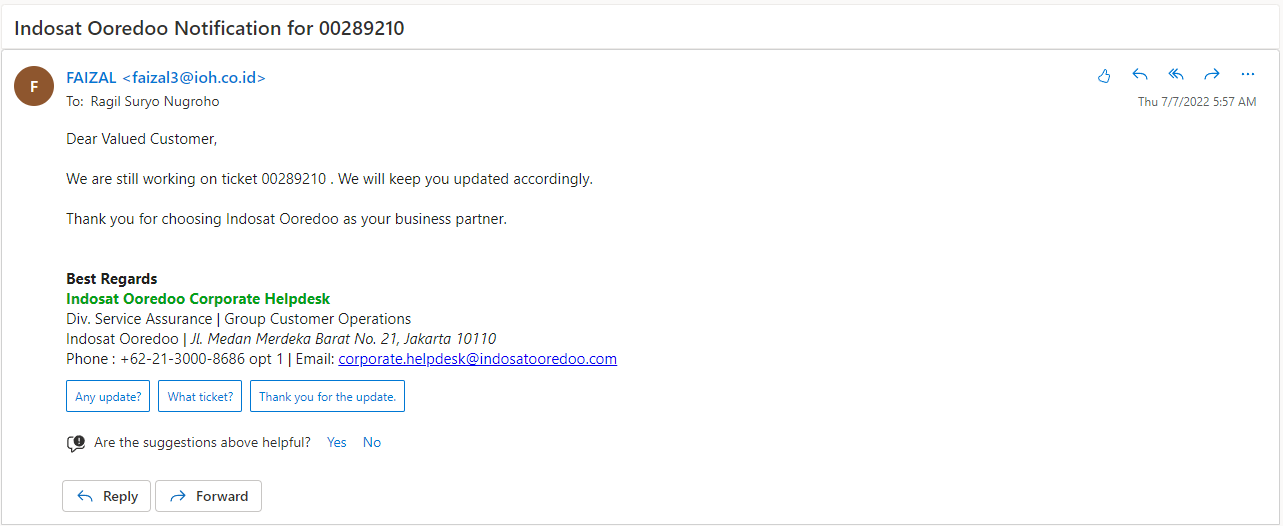 Indosat Ooredoo Notification for 00289210
F
FAIZAL <faizal3@ioh.co.id>
To: Ragil Suryo Nugroho
Thu 7/7/2022 5:57 AM
Dear Valued Customer,
We are still working on ticket 00289210 . We will keep you updated accordingly.
Thank you for choosing Indosat Ooredoo as your business partner.
Best Regards
Indosat Ooredoo Corporate Helpdesk
Div. Service Assurance | Group Customer Operations
Indosat Ooredoo | Jl. Medan Merdeka Barat No. 21, Jakarta 10110
Phone : +62-21-3000-8686 opt 1 | Email: corporate.helpdesk@indosatooredoo.com
Any update? What ticket? Thank you for the update.
Are the suggestions above helpful? Yes No
Reply Forward